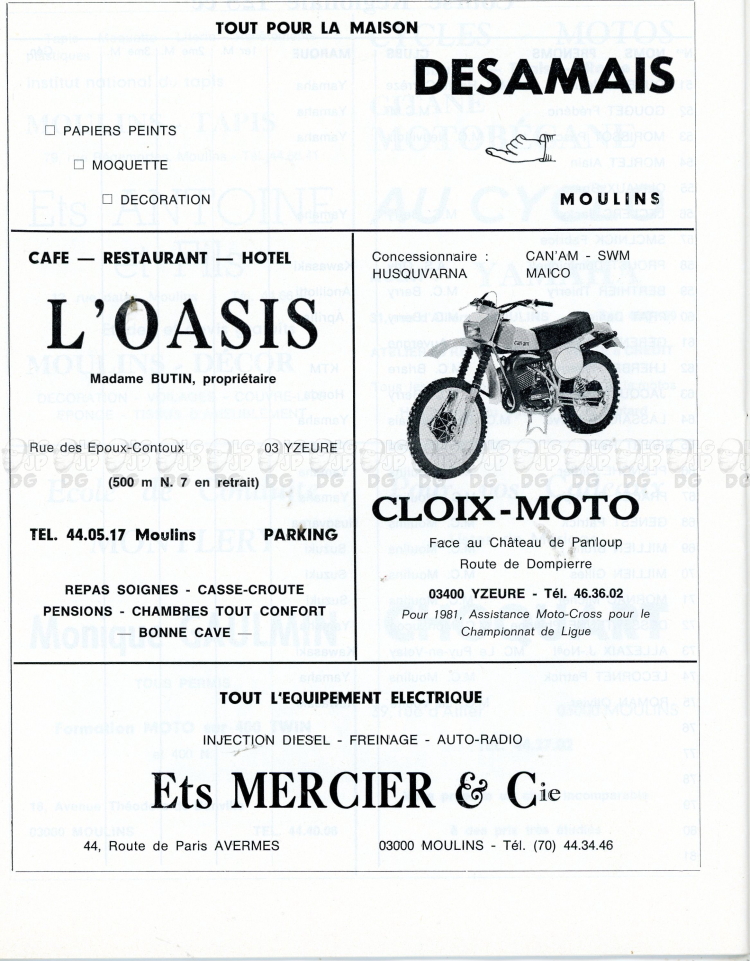 TOUT POUR LA MAISON
DESAMAIS
□ PAPIERS PEINTS
□ MOQUETTE
□ DECORATION
MOULINS
CAFE — RESTAURANT — HOTEL
L'OASIS
Madame BUTIN, propriétaire
Rue des Epoux-Contoux 03 YZEURE
(500 m N. 7 en retrait)
TEL. 44.05.17 Moulins PARKING
REPAS SOIGNES - CASSE-CROUTE
PENSIONS - CHAMBRES TOUT CONFORT
— BONNE CAVE —
Concessionnaire : CAN'AM - SWM
HUSQUVARNA MAICO
CLOIX-MOTO
Face au Château de Panloup
Route de Dompierre
03400 YZEURE - Tél. 46.36.02
Pour 1981, Assistance Moto-Cross pour le
Championnat de Ligue
TOUT L'EQUIPEMENT ELECTRIQUE
INJECTION DIESEL - FREINAGE - AUTO-RADIO
Ets MERCIER & Cie
44, Route de Paris AVERMES 03000 MOULINS - Tél. (70) 44.34.46